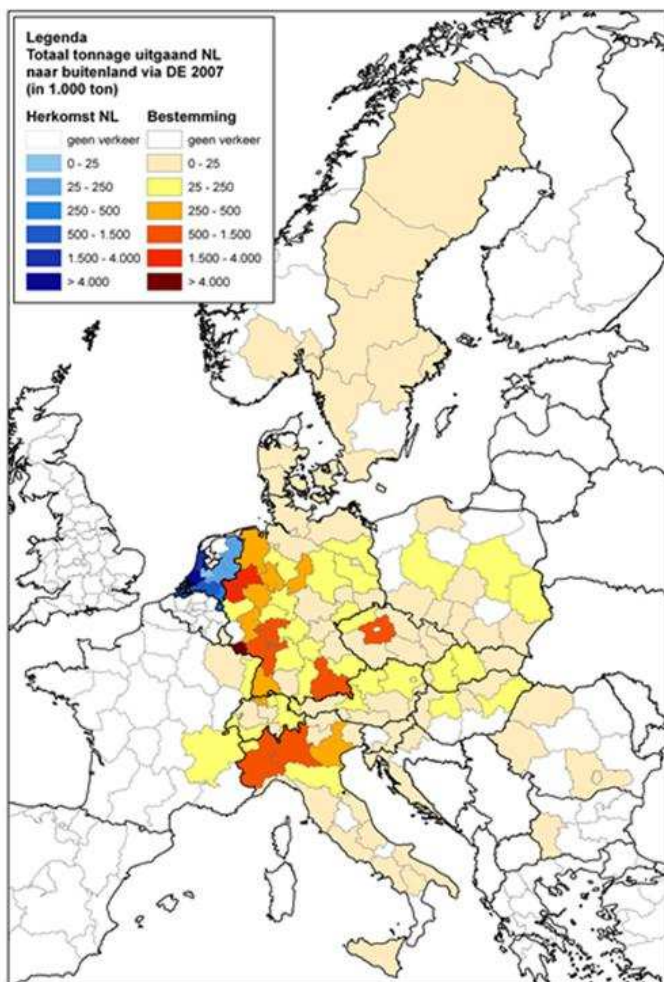 Legenda
Totaal tonnage uitgaand NL
naar buitenland via DE 2007
(in 1.000 ton)
Herkomst NL Bestemming
geen verkeer geen verkeer
0 - 25 0 - 25
25 - 250 25 - 250
250 - 500 250 - 500
500 - 1.500 500 - 1.500
1.500 - 4.000 1.500 - 4.000
> 4.000 > 4.000